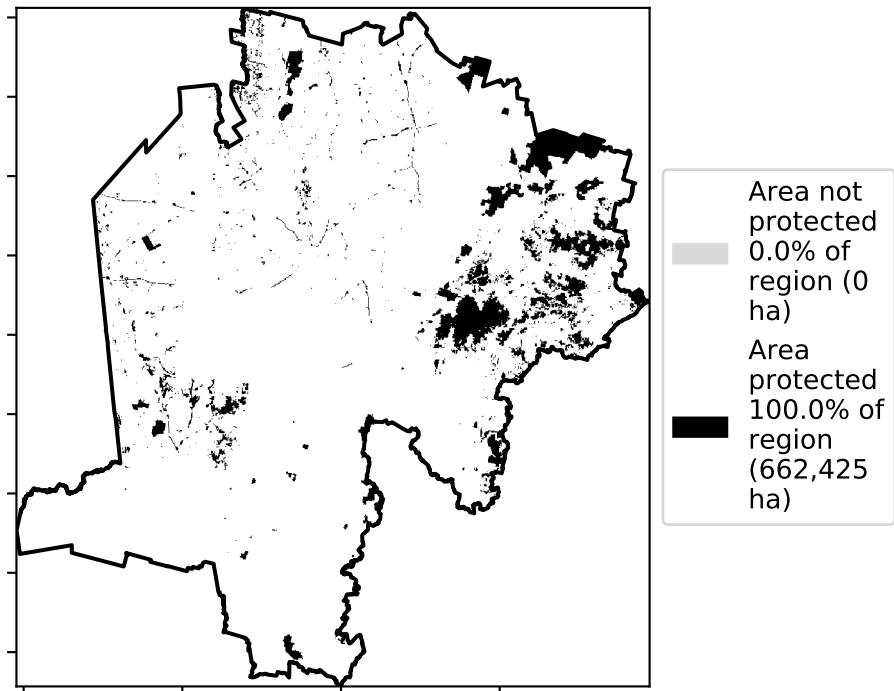 Area not
protected
0.0% of
region (0
ha)
Area
protected
100.0% of
region
(662,425
ha)